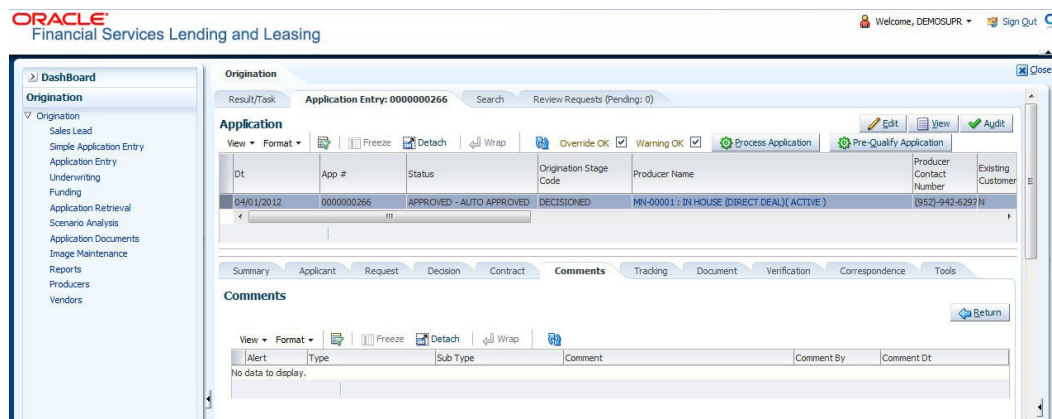 ORACLE®
Financial Services Lending and Leasing
Welcome, DEMOSUPR
Sign Out
Close
DashBoard
Origination
Origination
Sales Lead
Simple Application Entry
Application Entry
Underwriting
Funding
Application Retrieval
Scenario Analysis
Application Documents
Image Maintenance
Reports
Producers
Vendors
Origination
Result/Task Application Entry: 0000000266 Search Review Requests (Pending: 0)
Application
Edit View Audit
View Format Freeze Detach Wrap Override OK Warning OK Process Application Pre-Qualify Application
Dt App # Status Origination Stage Code Producer Name Producer Contact Number Existing Customer
04/01/2012 0000000266 APPROVED - AUTO APPROVED DECISIONED MN-00001 : IN HOUSE (DIRECT DEAL)( ACTIVE ) (952)-942-6297 N
Summary Applicant Request Decision Contract Comments Tracking Document Verification Correspondence Tools
Comments
Return
View Format Freeze Detach Wrap
Alert Type Sub Type Comment Comment By Comment Dt
No data to display.